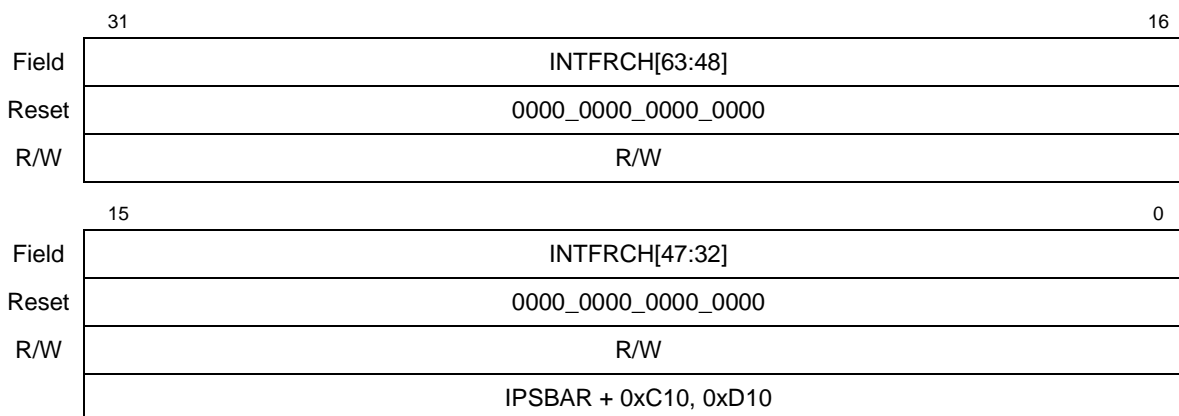 31 16
Field INTFRCH[63:48]
Reset 0000_0000_0000_0000
R/W R/W
15 0
Field INTFRCH[47:32]
Reset 0000_0000_0000_0000
R/W R/W
IPSBAR + 0xC10, 0xD10